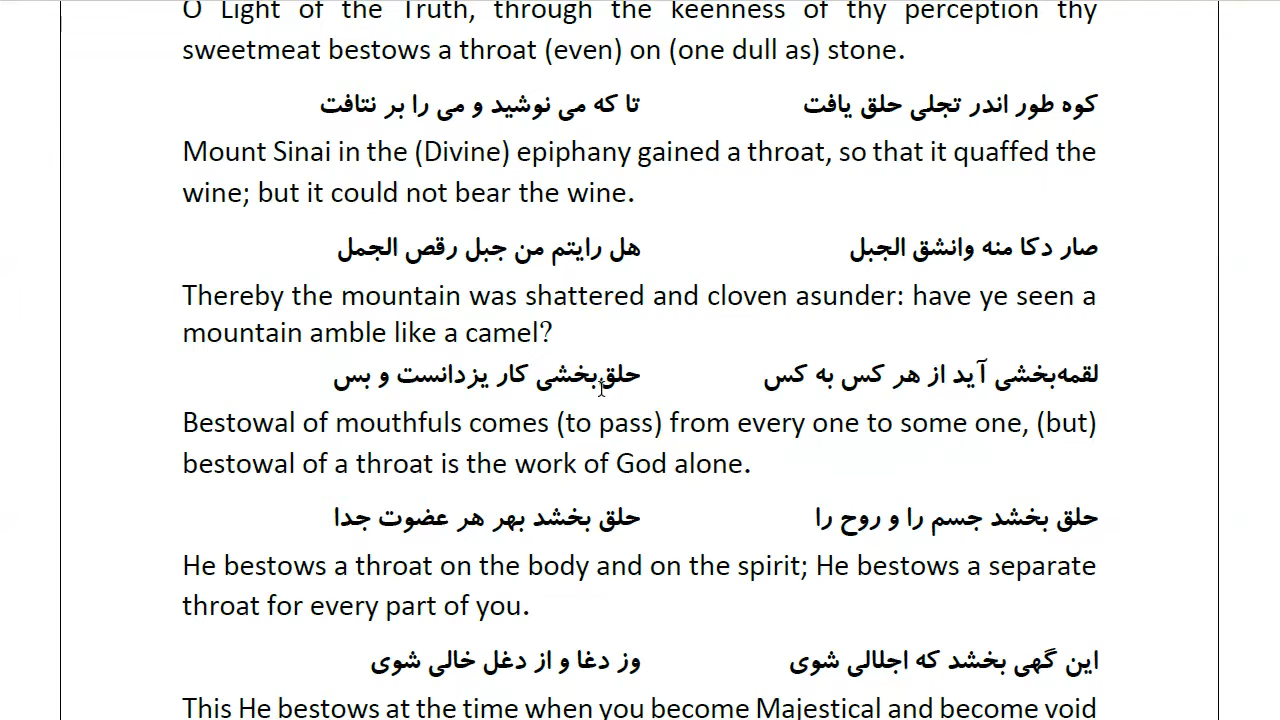 O Light of the Truth, through the keenness of thy perception thy
sweetmeat bestows a throat (even) on (one dull as) stone.
کوه طور اندر تجلی حلق یافت تا که می نوشید و می را بر نتافت
Mount Sinai in the (Divine) epiphany gained a throat, so that it quaffed the
wine; but it could not bear the wine.
صار دکا منه وانشق الجبل هل رایتم من جبل رقص الجمل
Thereby the mountain was shattered and cloven asunder: have ye seen a
mountain amble like a camel?
لقمه‌بخشی آید از هر کس به کس حلق‌بخشی کار یزدانست و بس
Bestowal of mouthfuls comes (to pass) from every one to some one, (but)
bestowal of a throat is the work of God alone.
حلق بخشد جسم را و روح را حلق بخشد بهر هر عضوت جدا
He bestows a throat on the body and on the spirit; He bestows a separate
throat for every part of you.
این گهی بخشد که اجلالی شوی وز دغا و از دغل خالی شوی
This He bestows at the time when you become Majestical and become void